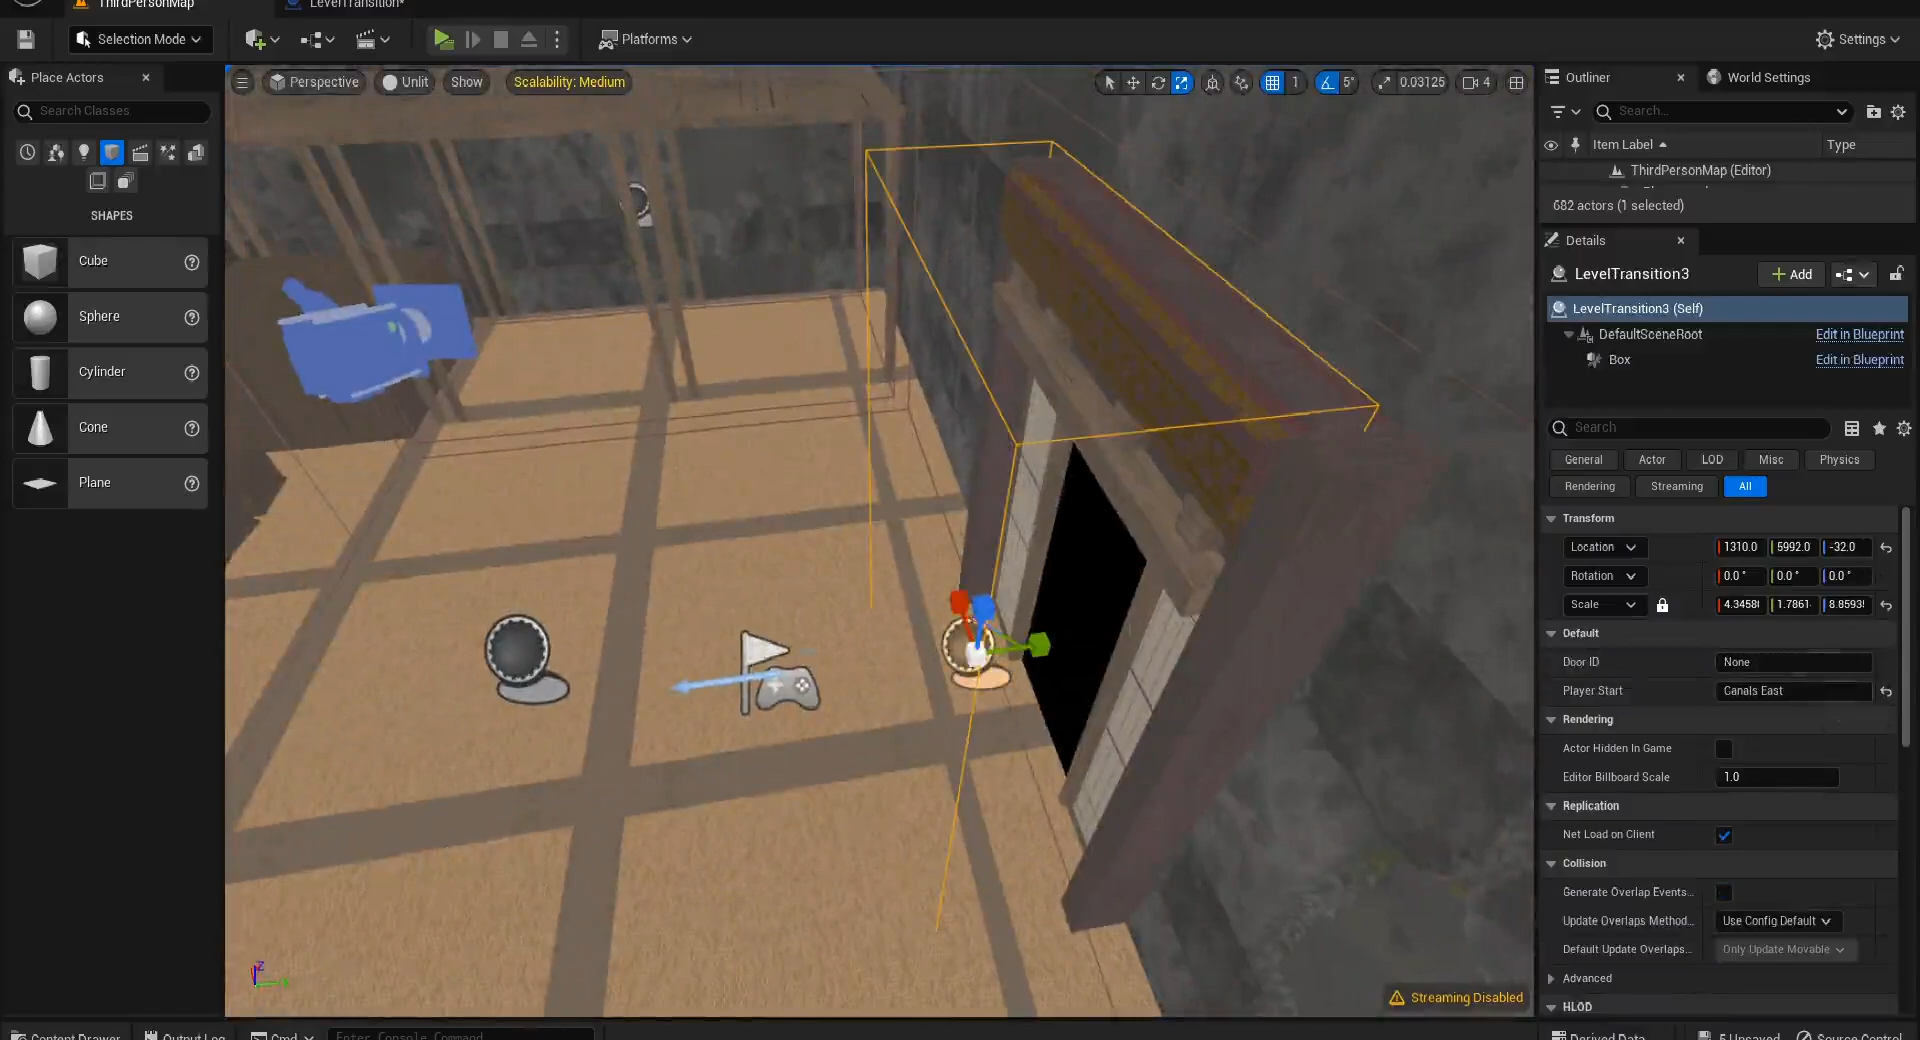 ThirdPersonMap
LevelTransition*
Selection Mode
Platforms
Settings
Place Actors
Search Classes
SHAPES
Cube
Sphere
Cylinder
Cone
Plane
Perspective
Unlit
Show
Scalability: Medium
1
5°
0.03125
4
Streaming Disabled
Outliner
World Settings
Search...
Item Label
Type
ThirdPersonMap (Editor)
682 actors (1 selected)
Details
LevelTransition3
Add
LevelTransition3 (Self)
DefaultSceneRoot
Edit in Blueprint
Box
Edit in Blueprint
Search
General
Actor
LOD
Misc
Physics
Rendering
Streaming
All
Transform
Location
1310.0
5992.0
-32.0
Rotation
0.0 °
0.0 °
0.0 °
Scale
4.3458
1.7861
8.8593
Default
Door ID
None
Player Start
Canals East
Rendering
Actor Hidden In Game
Editor Billboard Scale
1.0
Replication
Net Load on Client
Collision
Generate Overlap Events...
Update Overlaps Method...
Use Config Default
Default Update Overlaps...
Only Update Movable
Advanced
HLOD
Content Drawer
Output Log
Cmd
Enter Console Command
Derived Data
5 Unsaved
Source Control